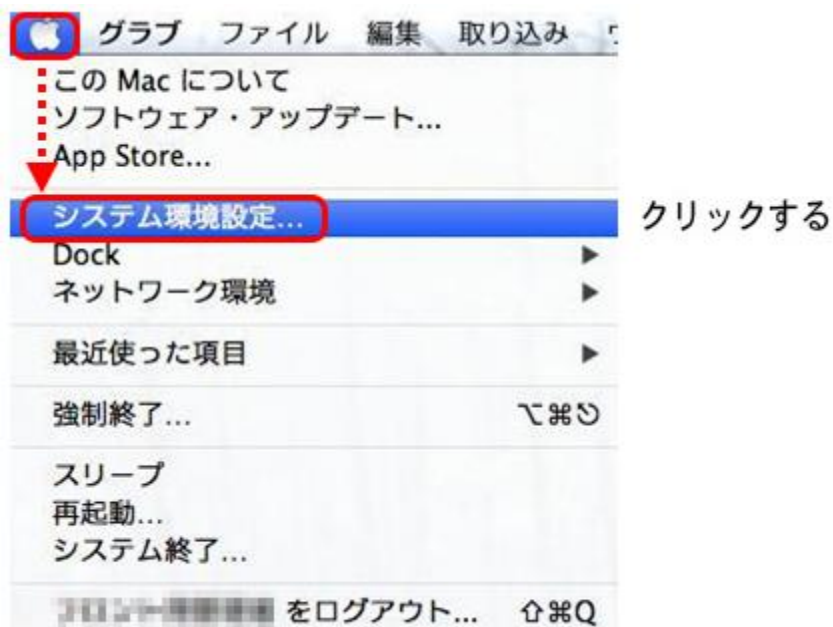 グラブ ファイル 編集 取り込み
この Mac について
ソフトウェア・アップデート...
App Store...
システム環境設定...
クリックする
Dock ▶
ネットワーク環境 ▶
最近使った項目 ▶
強制終了... ⌥⌘⎋
スリープ
再起動...
システム終了...
をログアウト... ⇧⌘Q